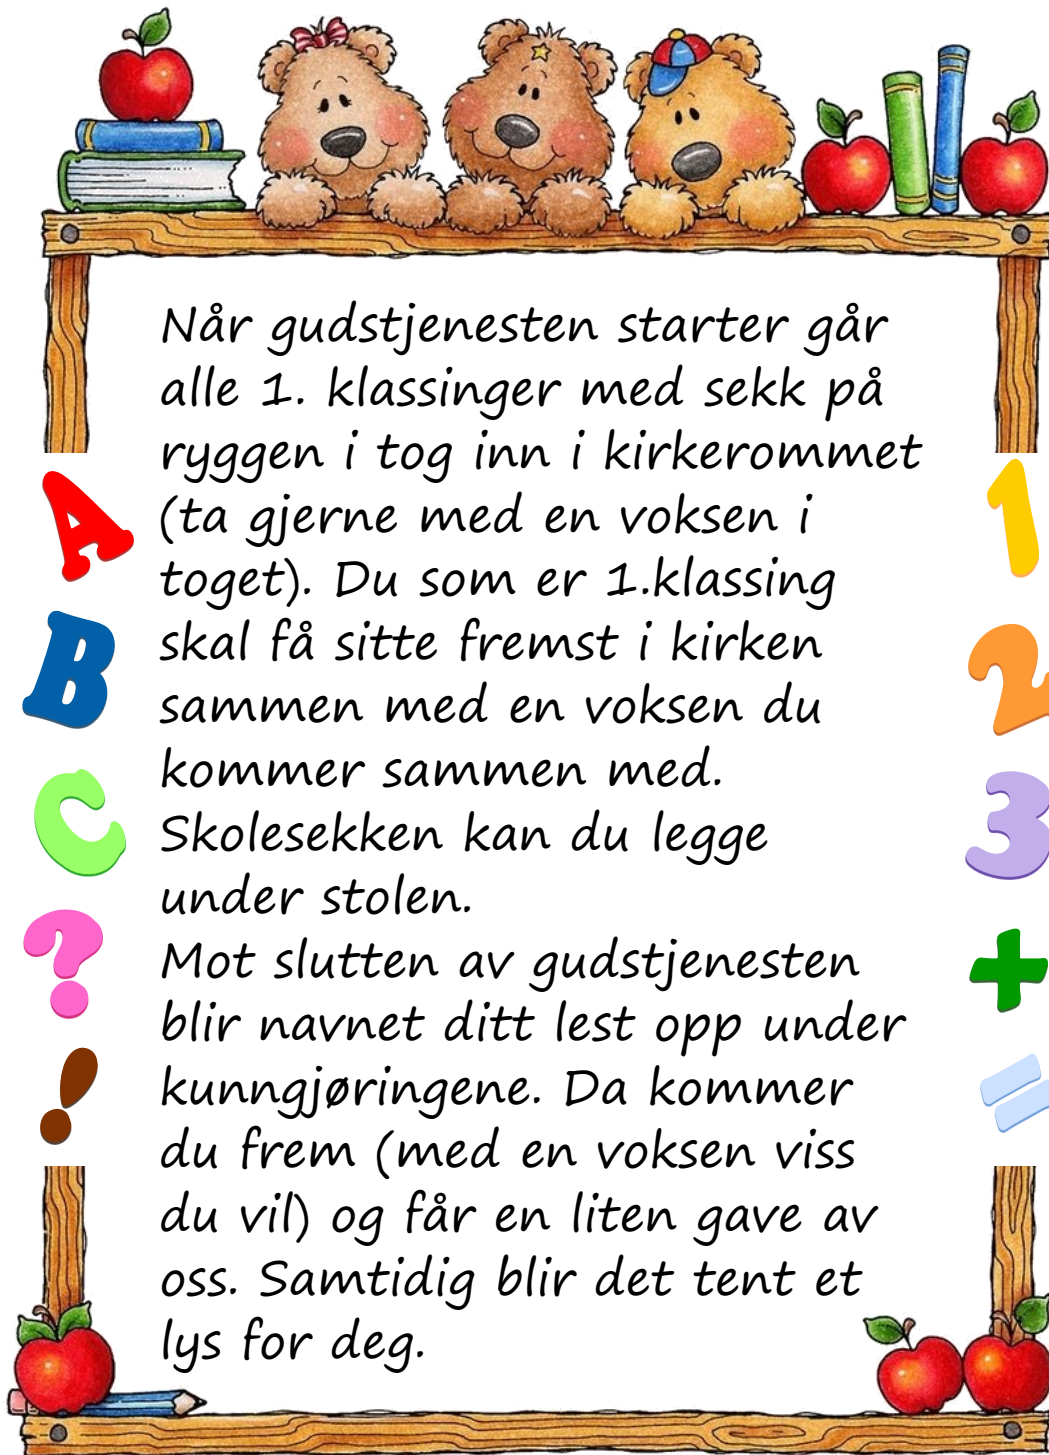 Når gudstjenesten starter går
alle 1. klassinger med sekk på
ryggen i tog inn i kirkerommet
(ta gjerne med en voksen i
toget). Du som er 1.klassing
skal få sitte fremst i kirken
sammen med en voksen du
kommer sammen med.
Skolesekken kan du legge
under stolen.
Mot slutten av gudstjenesten
blir navnet ditt lest opp under
kunngjøringene. Da kommer
du frem (med en voksen viss
du vil) og får en liten gave av
oss. Samtidig blir det tent et
lys for deg.
A
B
C
?
!
1
2
3
+
=